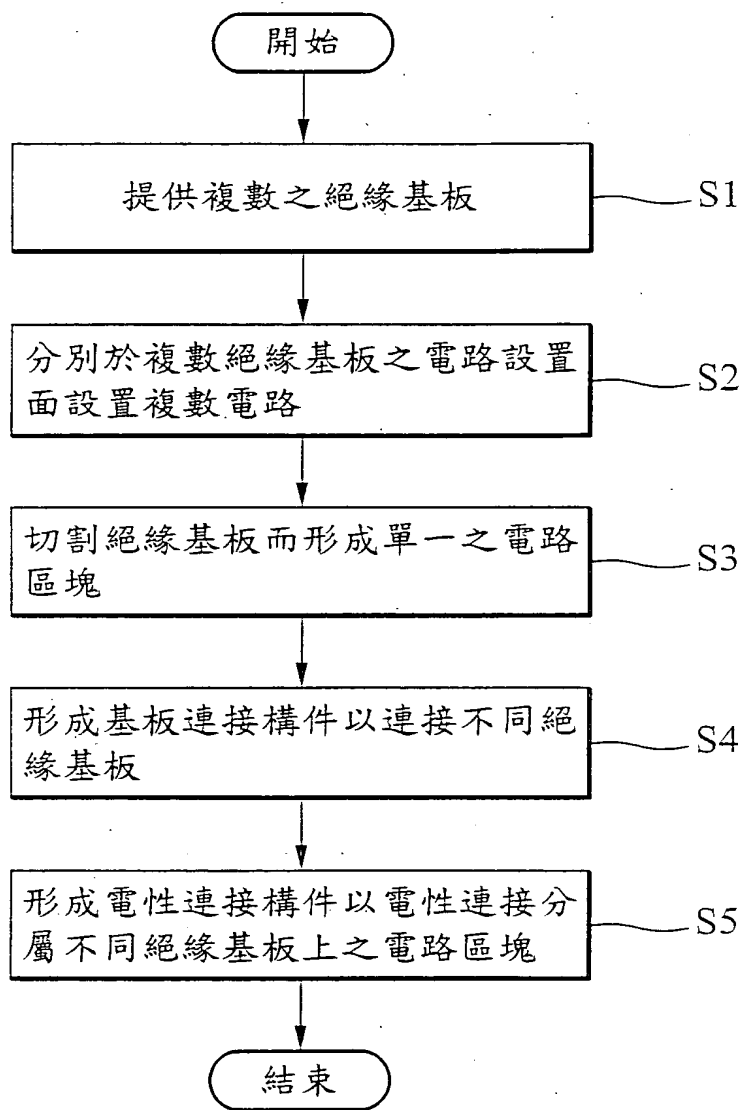 開始
提供複數之絕緣基板
S1
分別於複數絕緣基板之電路設置
面設置複數電路
S2
切割絕緣基板而形成單一之電路
區塊
S3
形成基板連接構件以連接不同絕
緣基板
S4
形成電性連接構件以電性連接分
屬不同絕緣基板上之電路區塊
S5
結束